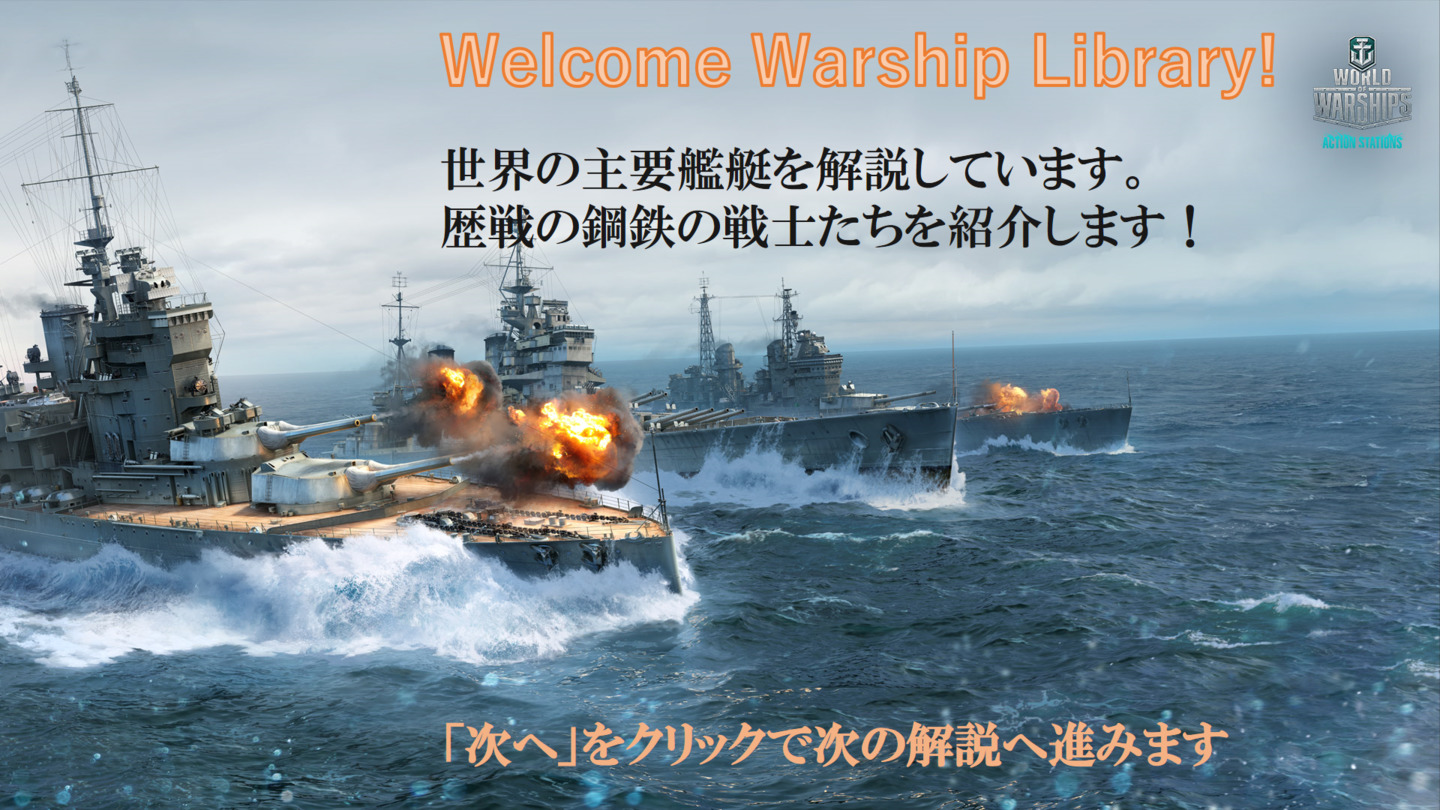 Welcome Warship Library!
WORLD
OF
WARSHIPS
ACTION STATIONS
世界の主要艦艇を解説しています。
歴戦の鋼鉄の戦士たちを紹介します！
「次へ」をクリックで次の解説へ進みます